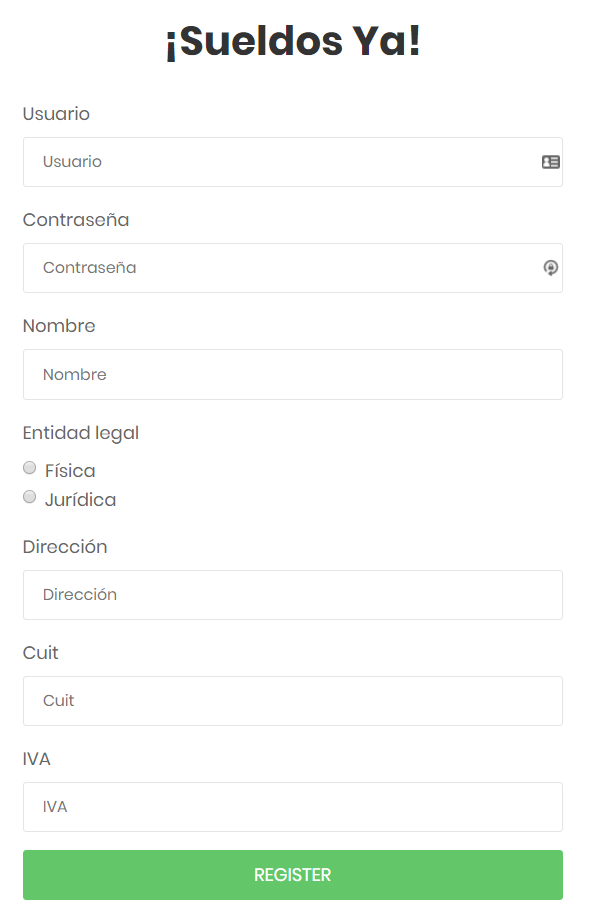 ¡Sueldos Ya!
Usuario
Usuario
Contraseña
Contraseña
Nombre
Nombre
Entidad legal
Física
Jurídica
Dirección
Dirección
Cuit
Cuit
IVA
IVA
REGISTER